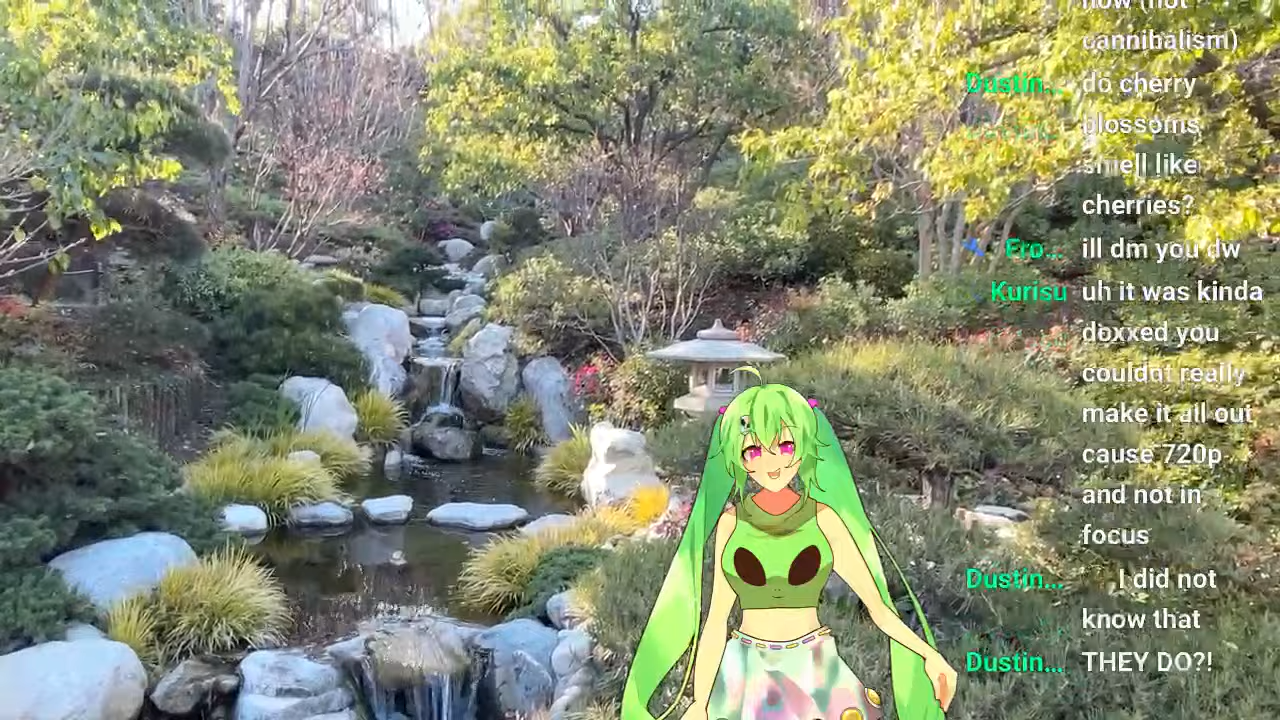 now (not
cannibalism)
Dustin... do cherry
plossoms
smell like
cherries?
Fro... ill dm you dw
Kurisu uh it was kinda
doxxed you
couldnt really
make it all out
cause 720p
and not in
focus
Dustin... I did not
know that
Dustin... THEY DO?!